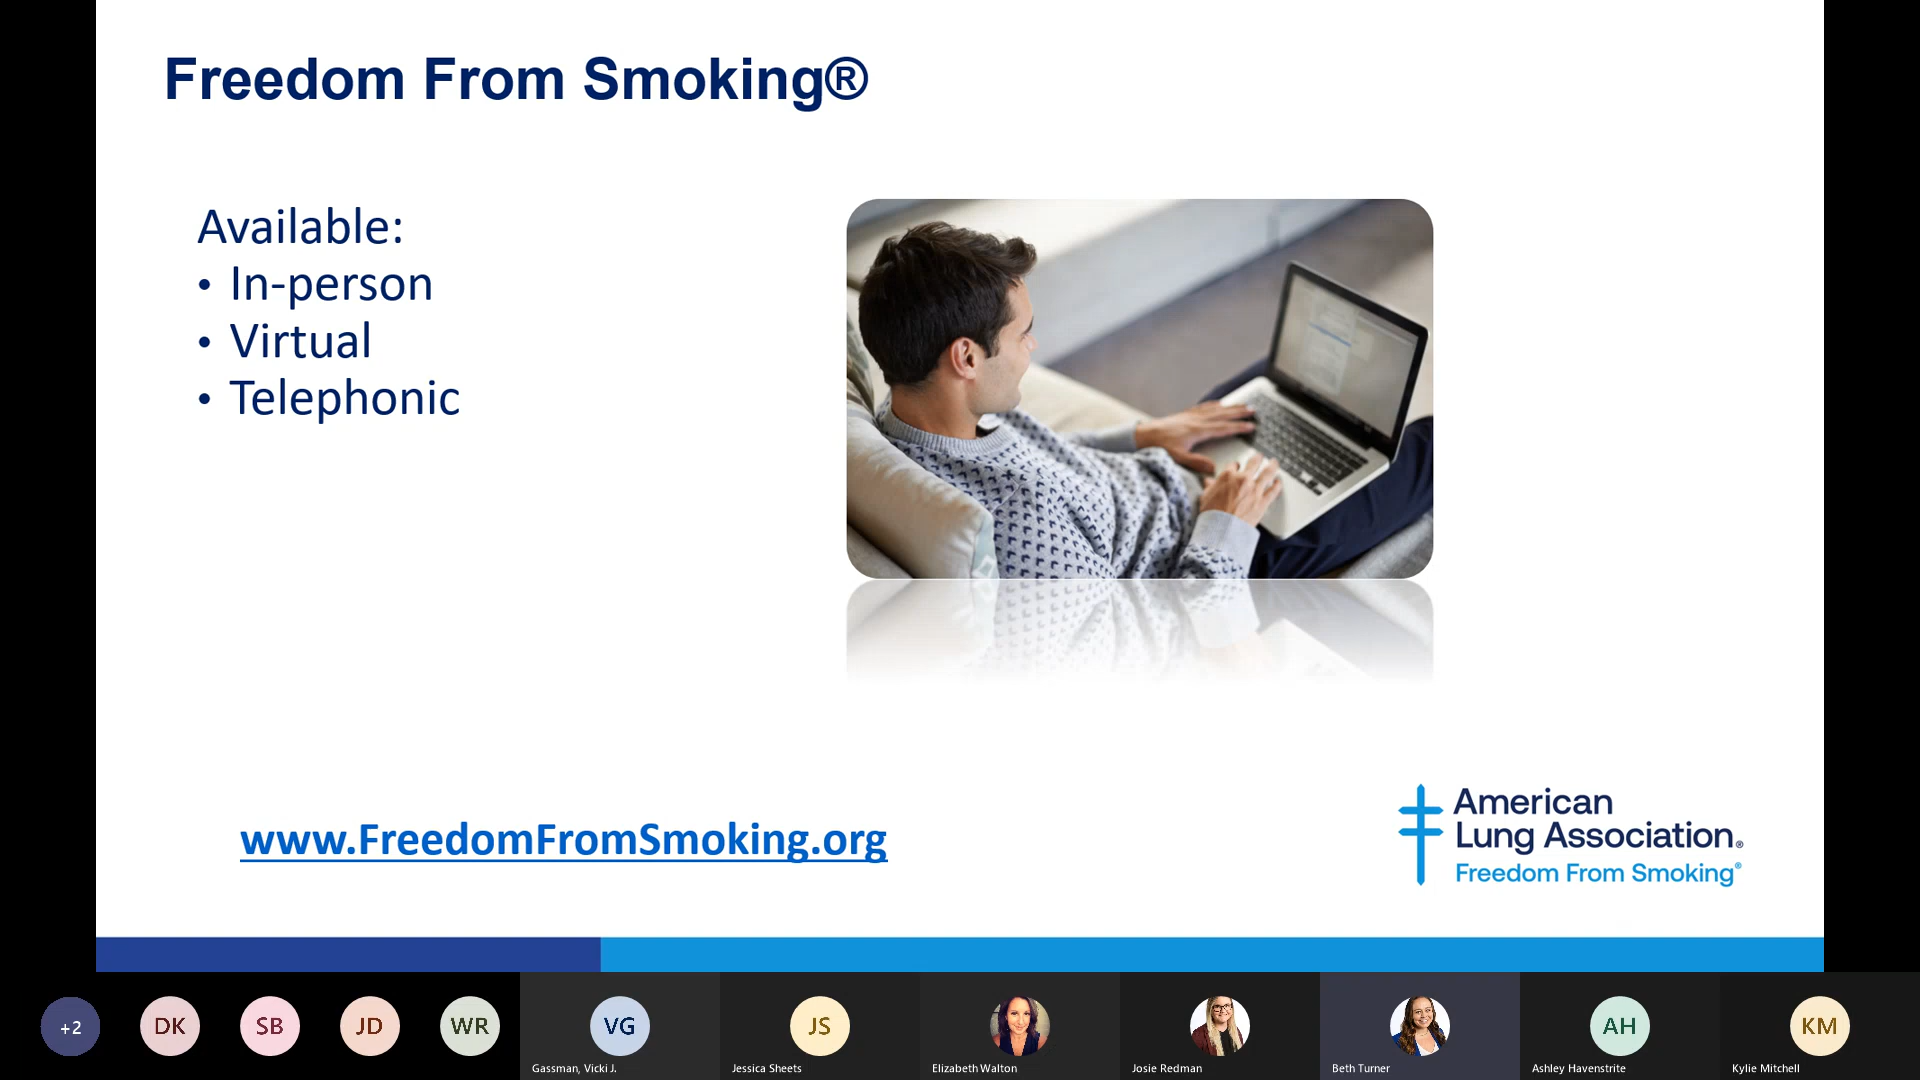 Freedom From Smoking®
Available:
• In-person
• Virtual
• Telephonic
www.FreedomFromSmoking.org
American
Lung Association®
Freedom From Smoking®
+2
DK
SB
JD
WR
VG
Gassman, Vicki J.
JS
Jessica Sheets
Elizabeth Walton
Josie Redman
Beth Turner
AH
Ashley Havenstrite
KM
Kylie Mitchell